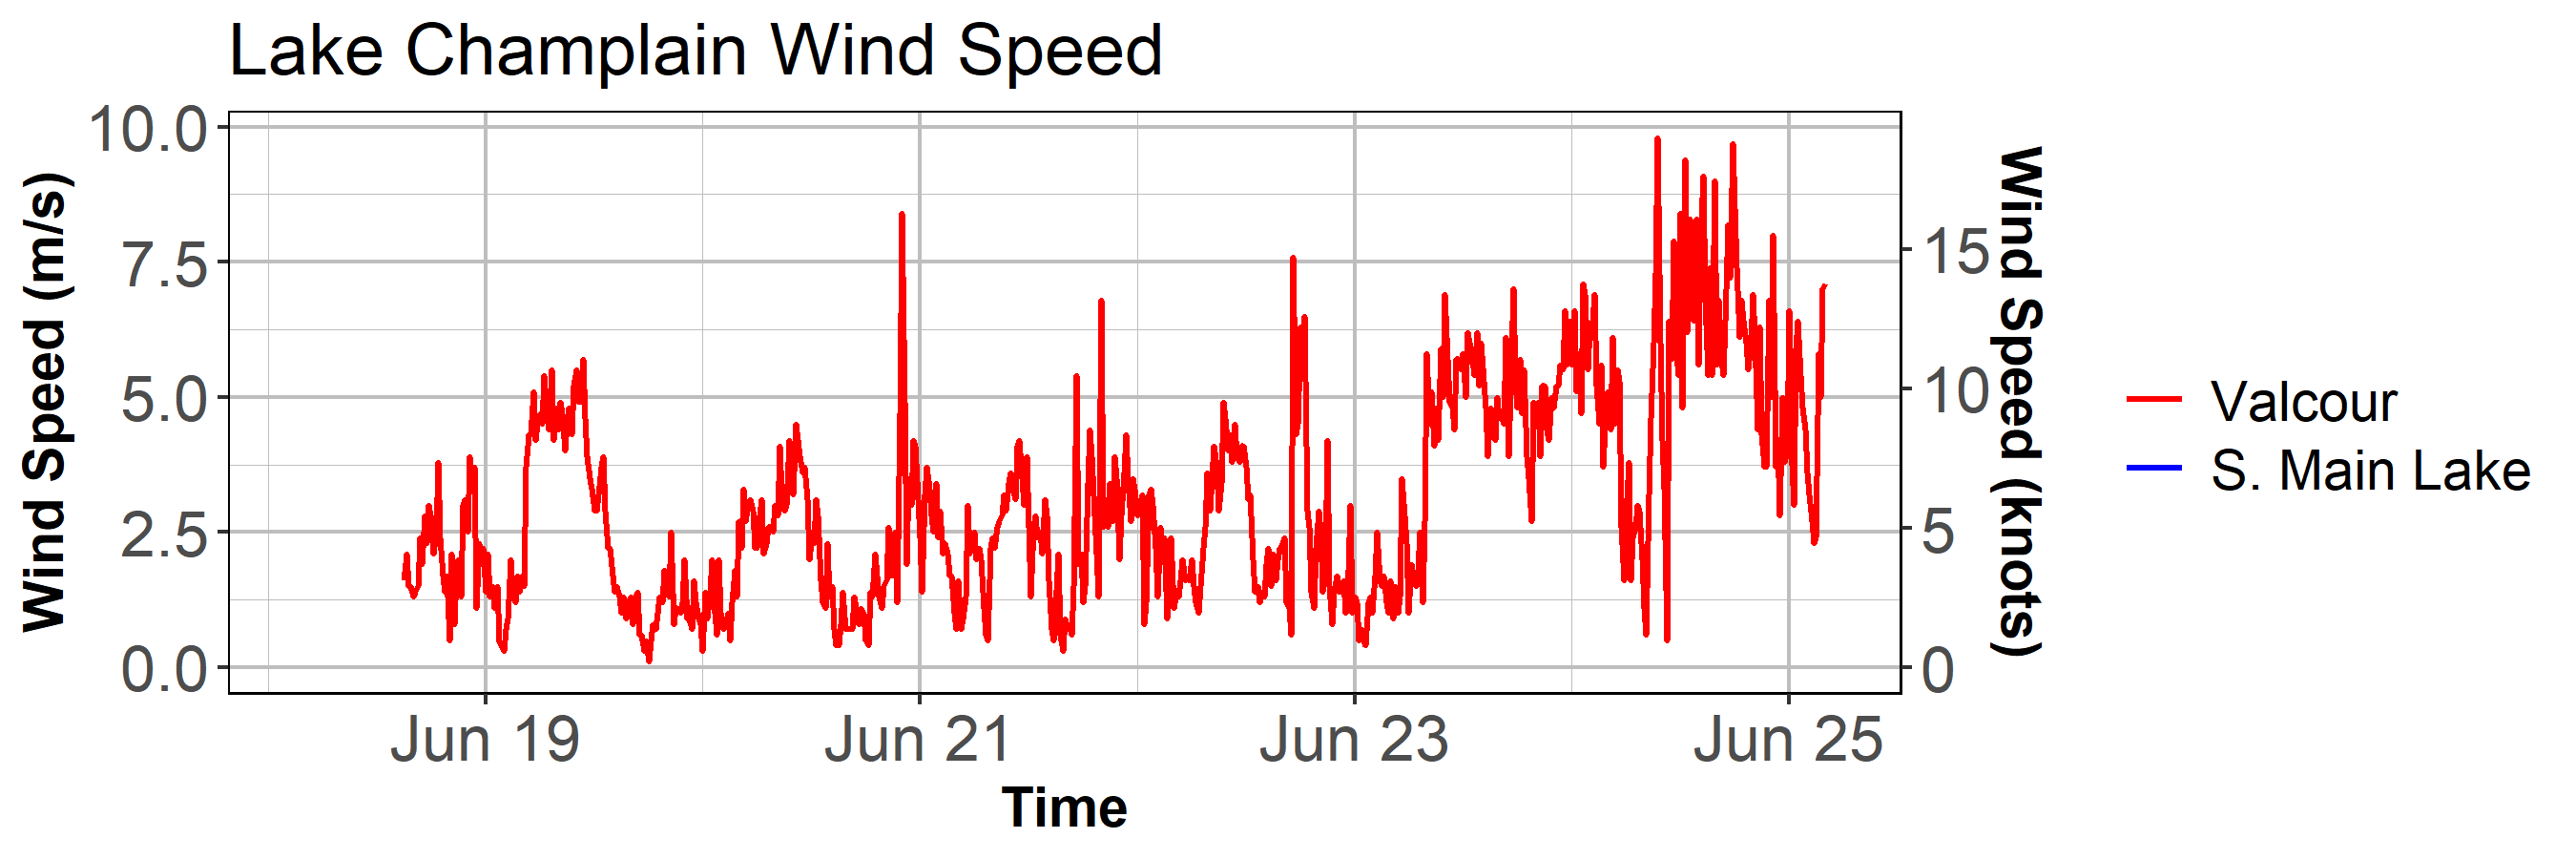 Lake Champlain Wind Speed
10.0
7.5
5.0
2.5
0.0
Wind Speed (m/s)
15
10
5
0
Wind Speed (knots)
Jun 19
Jun 21
Jun 23
Jun 25
Time
Valcour
S. Main Lake